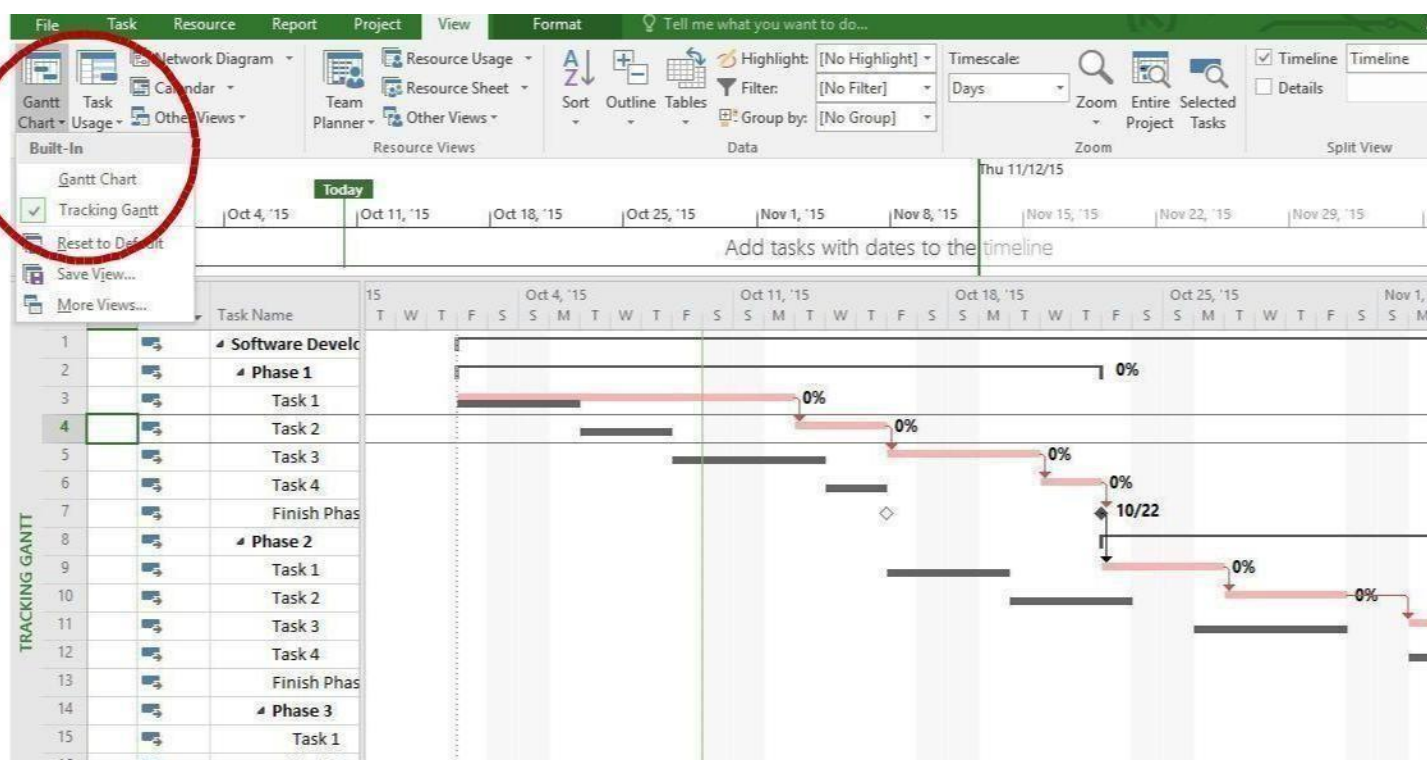 File Task Resource Report Project View Format Tell me what you want to do...
Gantt Chart
Task Usage
Network Diagram
Calendar
Other Views
Team Planner
Resource Usage
Resource Sheet
Other Views
Resource Views
Sort
Outline
Tables
Highlight: [No Highlight]
Filter: [No Filter]
Group by: [No Group]
Data
Timescale:
Days
Zoom
Entire Project
Selected Tasks
Zoom
Timeline Timeline
Details
Split View
Built-In
Gantt Chart
Tracking Gantt
Reset to Default
Save View...
More Views...
Thu 11/12/15
Today
Oct 4, '15 Oct 11, '15 Oct 18, '15 Oct 25, '15 Nov 1, '15 Nov 8, '15 Nov 15, '15 Nov 22, '15 Nov 29, '15
Add tasks with dates to the timeline
15 Oct 4, '15 Oct 11, '15 Oct 18, '15 Oct 25, '15 Nov 1,
Task Name T W T F S S M T W T F S S M T W T F S S M T W T F S S M T W T F S S M
1 Software Develo
2 Phase 1 0%
3 Task 1 0%
4 Task 2 0%
5 Task 3 0%
6 Task 4 0%
7 Finish Phas 10/22
8 Phase 2
9 Task 1 0%
10 Task 2 0%
11 Task 3
12 Task 4
13 Finish Phas
14 Phase 3
15 Task 1
TRACKING GANTT